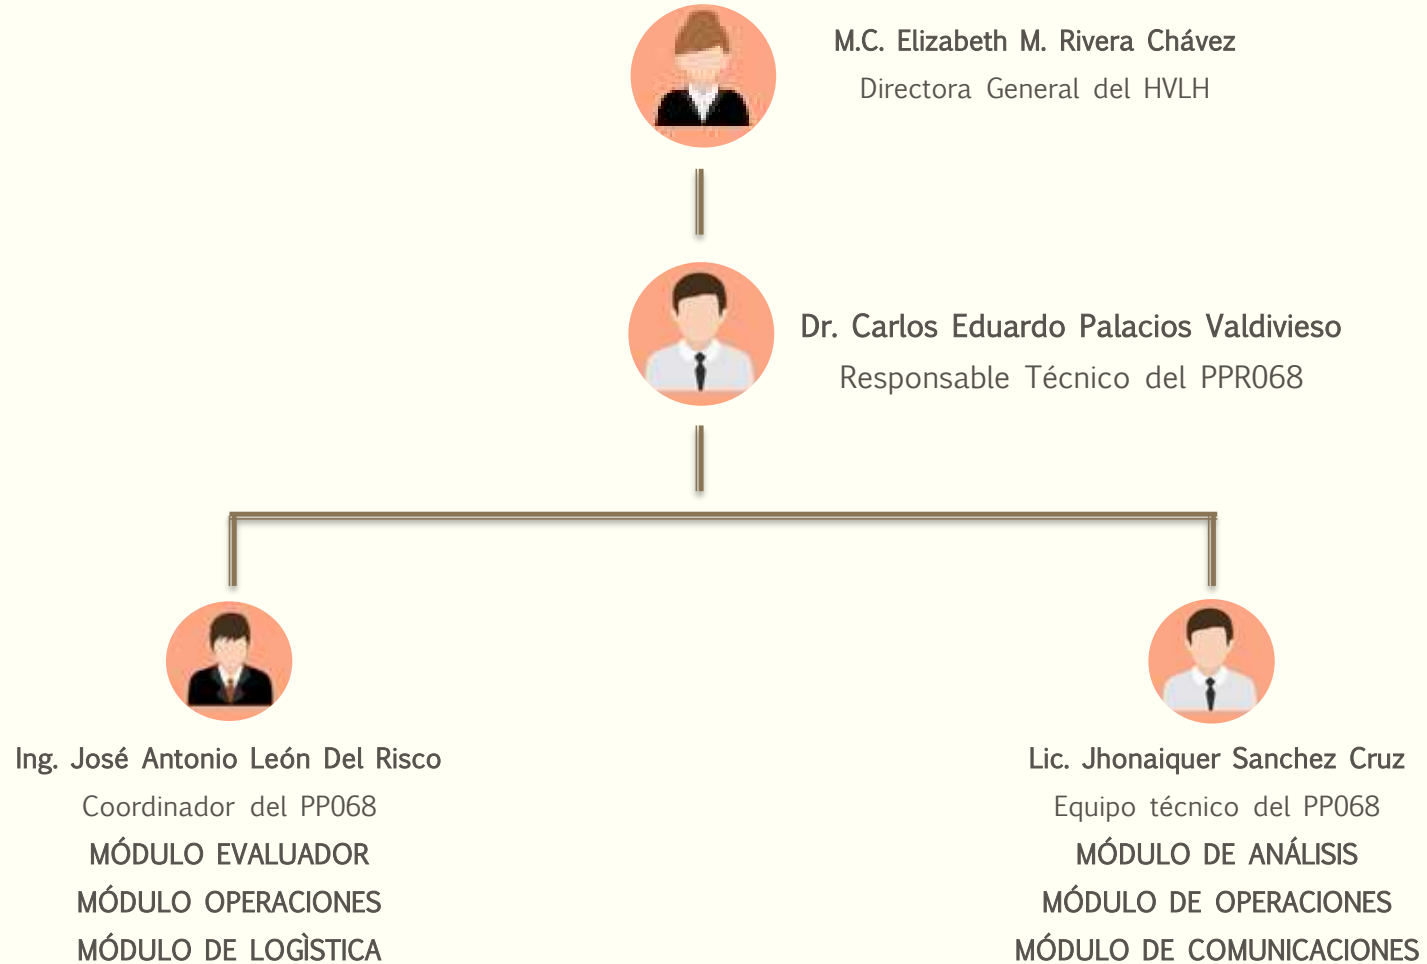 M.C. Elizabeth M. Rivera Chávez
Directora General del HVLH
Dr. Carlos Eduardo Palacios Valdivieso
Responsable Técnico del PPR068
Ing. José Antonio León Del Risco
Coordinador del PP068
MÓDULO EVALUADOR
MÓDULO OPERACIONES
MÓDULO DE LOGÌSTICA
Lic. Jhonaiquer Sanchez Cruz
Equipo técnico del PP068
MÓDULO DE ANÁLISIS
MÓDULO DE OPERACIONES
MÓDULO DE COMUNICACIONES